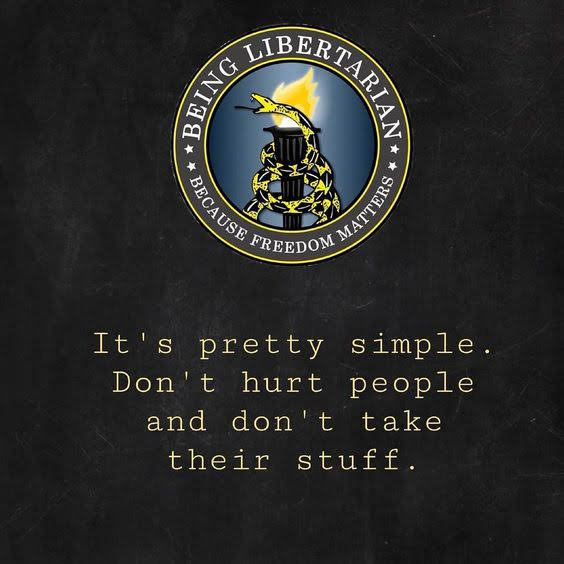 ★ ★ BEING LIBERTARIAN ★ ★
BECAUSE FREEDOM MATTERS
It's pretty simple.
Don't hurt people
and don't take
their stuff.